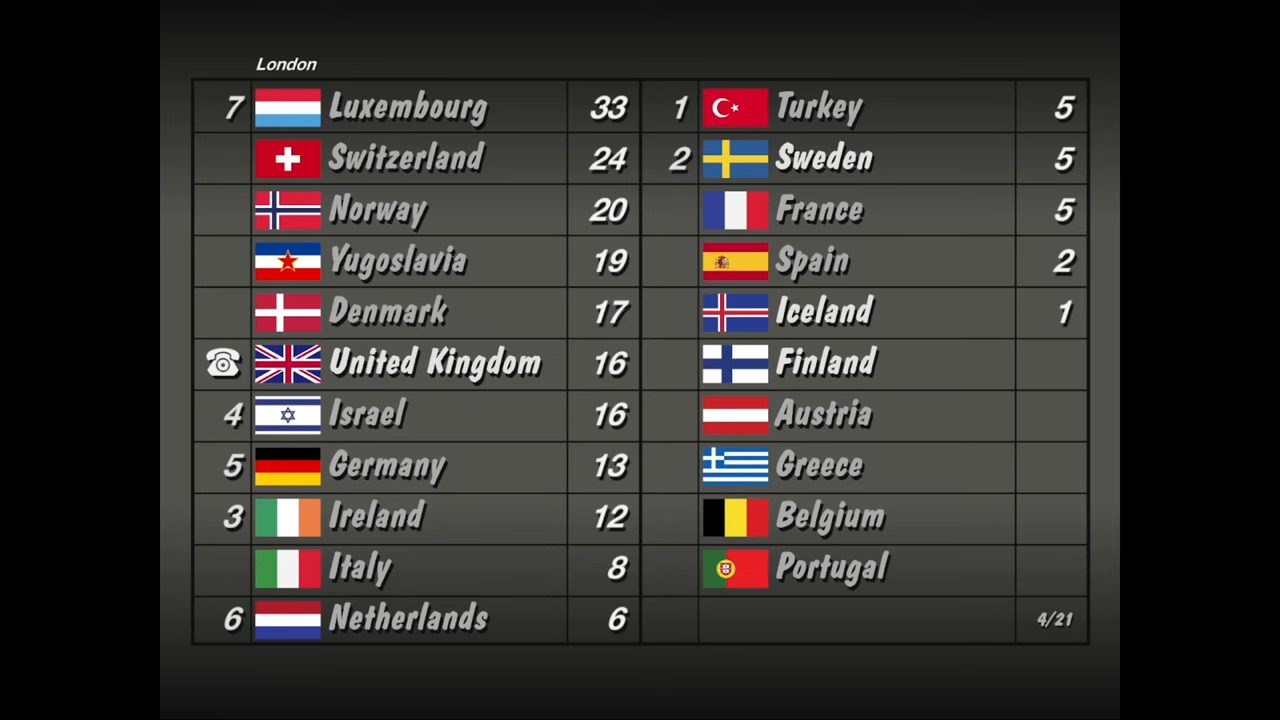 London
7 Luxembourg 33 1 Turkey 5
Switzerland 24 2 Sweden 5
Norway 20 France 5
Yugoslavia 19 Spain 2
Denmark 17 Iceland 1
United Kingdom 16 Finland
4 Israel 16 Austria
5 Germany 13 Greece
3 Ireland 12 Belgium
Italy 8 Portugal
6 Netherlands 6 4/21